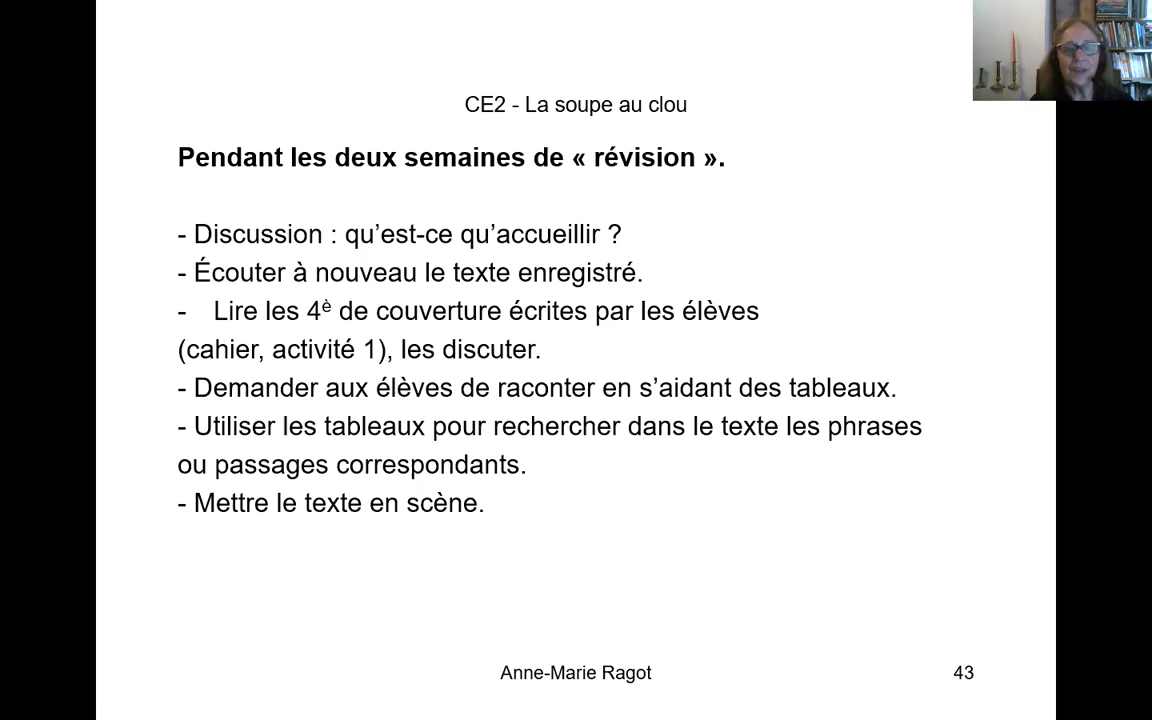 CE2 - La soupe au clou
Pendant les deux semaines de « révision ».
- Discussion : qu’est-ce qu’accueillir ?
- Écouter à nouveau le texte enregistré.
- Lire les 4è de couverture écrites par les élèves
(cahier, activité 1), les discuter.
- Demander aux élèves de raconter en s’aidant des tableaux.
- Utiliser les tableaux pour rechercher dans le texte les phrases
ou passages correspondants.
- Mettre le texte en scène.
Anne-Marie Ragot
43